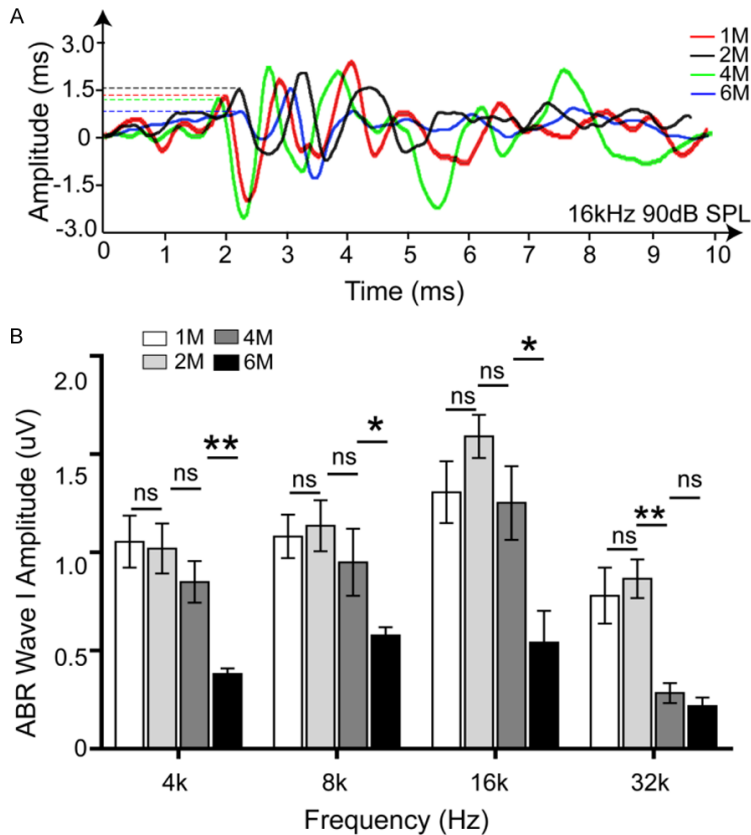 A
Amplitude (ms)
3.0
1.5
0
-1.5
-3.0
1M
2M
4M
6M
16kHz 90dB SPL
0 1 2 3 4 5 6 7 8 9 10
Time (ms)
B
1M 4M
2M 6M
ABR Wave I Amplitude (uV)
2.0
1.5
1.0
0.5
0
ns ns **
ns ns *
ns ns *
ns ** ns
4k 8k 16k 32k
Frequency (Hz)